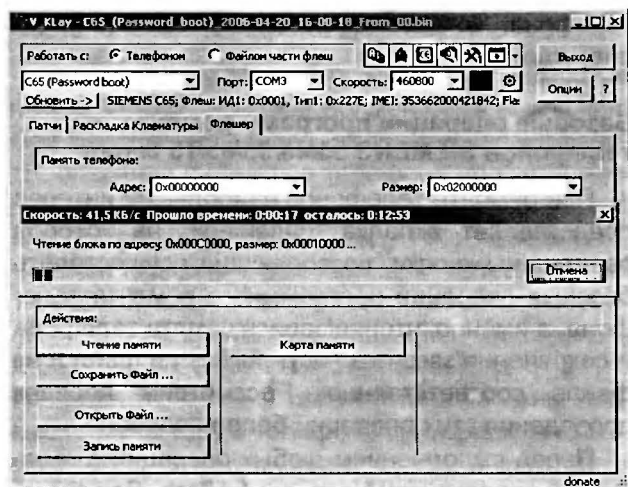 V_KLay - C65_(Password_boot)_2006-04-20_16-00-18_From_00.bin
Работать с: Телефоном Файлом части флеш Выход
C65 (Password boot) Порт: COM3 Скорость: 460800 Опции ?
Обновить -> SIEMENS C65; Флеш: ИД1: 0x0001, Тип1: 0x227E; IMEI: 353662000421842; Fla:
Патчи Раскладка Клавиатуры Флешер
Память телефона:
Адрес: 0x00000000 Размер: 0x02000000
Скорость: 41,5 КБ/с Прошло времени: 0:00:17 осталось: 0:12:53
Чтение блока по адресу: 0x000C0000, размер: 0x00010000 ...
Отмена
Действия:
Чтение памяти Карта памяти
Сохранить Файл ...
Открыть Файл ...
Запись памяти
donate